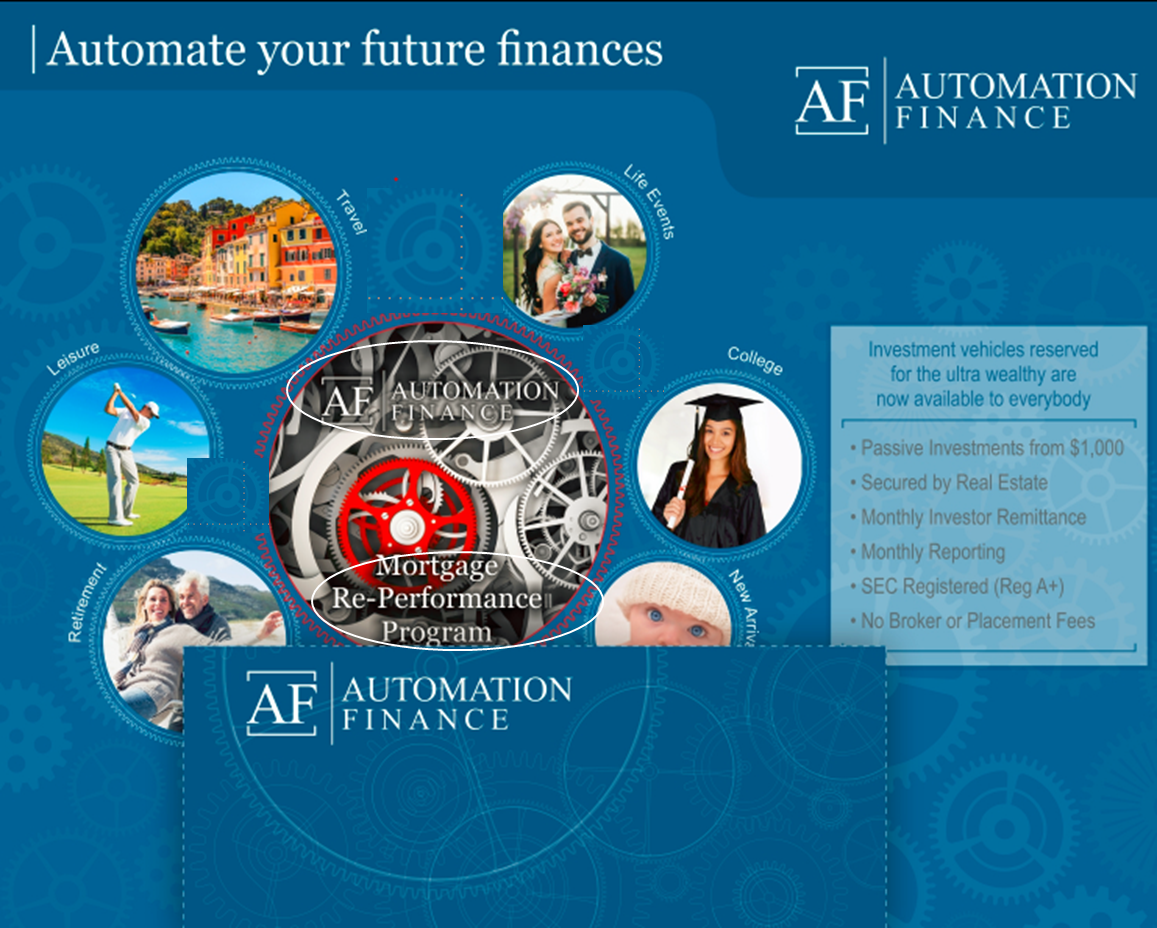 Automate your future finances
AF AUTOMATION
FINANCE
Travel
Life Events
Leisure
College
AF AUTOMATION
FINANCE
Investment vehicles reserved
for the ultra wealthy are
now available to everybody
• Passive Investments from $1,000
• Secured by Real Estate
• Monthly Investor Remittance
• Monthly Reporting
• SEC Registered (Reg A+)
• No Broker or Placement Fees
Mortgage
Re-Performance
Program
Retirement
New
AF AUTOMATION
FINANCE